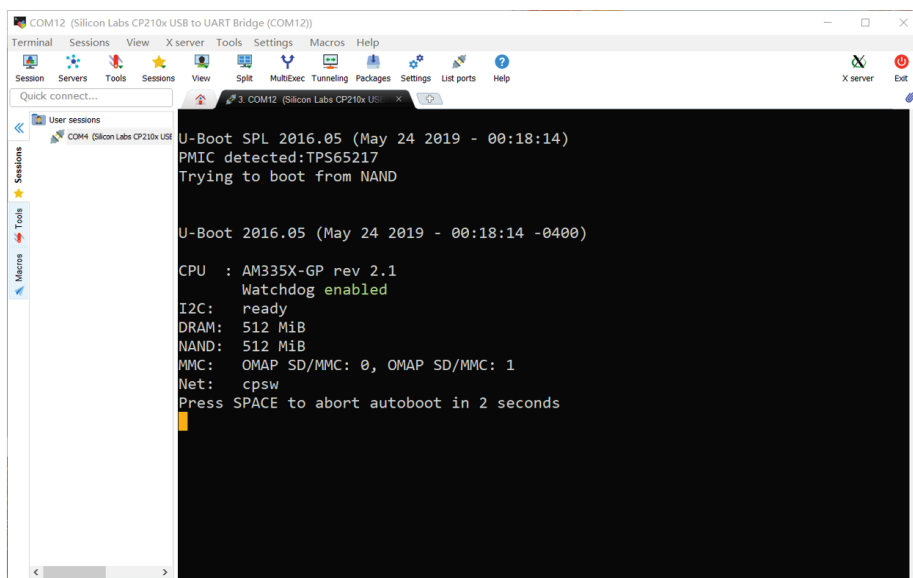 COM12 (Silicon Labs CP210x USB to UART Bridge (COM12))
Terminal Sessions View X server Tools Settings Macros Help
Session Servers Tools Sessions View Split MultiExec Tunneling Packages Settings List ports Help X server Exit
Quick connect...
3. COM12 (Silicon Labs CP210x USE
User sessions
COM4 (Silicon Labs CP210x USE
Sessions
Tools
Macros
U-Boot SPL 2016.05 (May 24 2019 - 00:18:14)
PMIC detected:TPS65217
Trying to boot from NAND
U-Boot 2016.05 (May 24 2019 - 00:18:14 -0400)
CPU : AM335X-GP rev 2.1
Watchdog enabled
I2C: ready
DRAM: 512 MiB
NAND: 512 MiB
MMC: OMAP SD/MMC: 0, OMAP SD/MMC: 1
Net: cpsw
Press SPACE to abort autoboot in 2 seconds